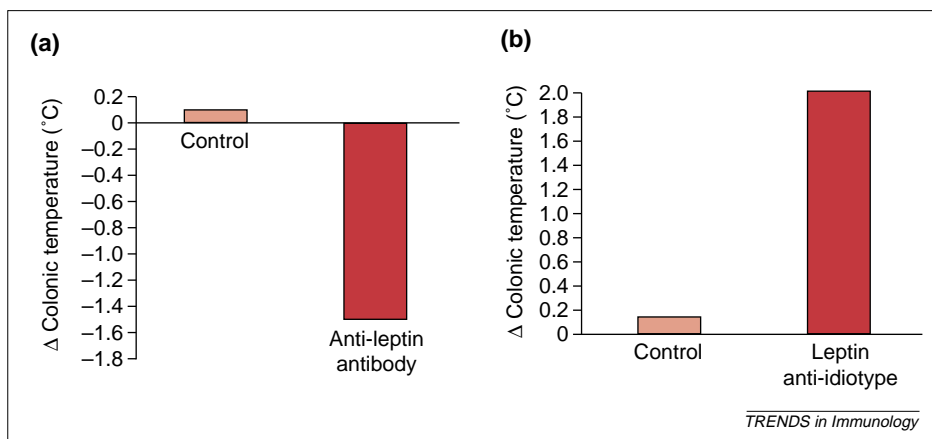 (a)
Δ Colonic temperature (˚C)
0.2
0
–0.2
–0.4
–0.6
–0.8
–1.0
–1.2
–1.4
–1.6
–1.8
Control
Anti-leptin
antibody
(b)
Δ Colonic temperature (˚C)
2.0
1.8
1.6
1.4
1.2
1.0
0.8
0.6
0.4
0.2
0
Control
Leptin
anti-idiotype
TRENDS in Immunology